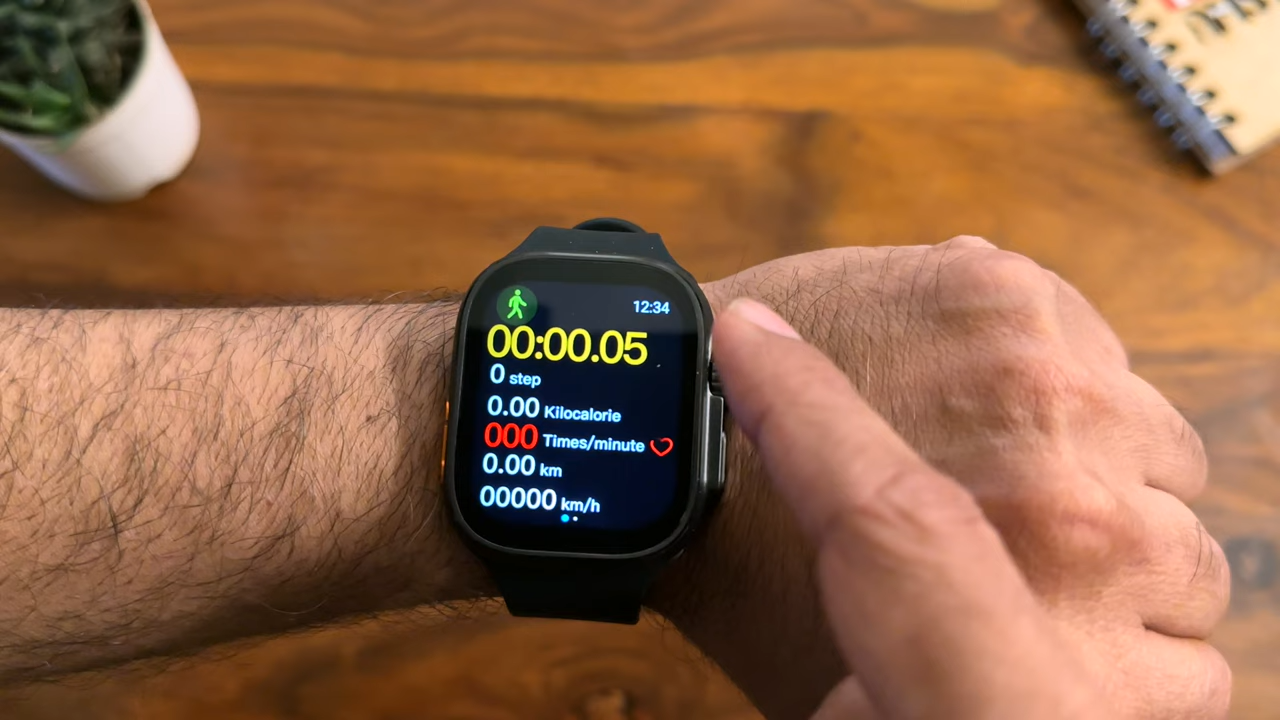 12:34
00:00.05
0 step
0.00 Kilocalorie
000 Times/minute
0.00 km
00000 km/h